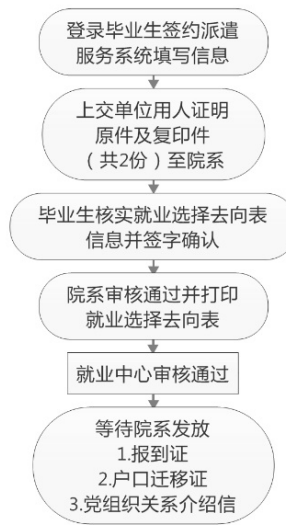 登录毕业生签约派遣
服务系统填写信息
上交单位用人证明
原件及复印件
（共2份）至院系
毕业生核实就业选择去向表
信息并签字确认
院系审核通过并打印
就业选择去向表
就业中心审核通过
等待院系发放
1.报到证
2.户口迁移证
3.党组织关系介绍信